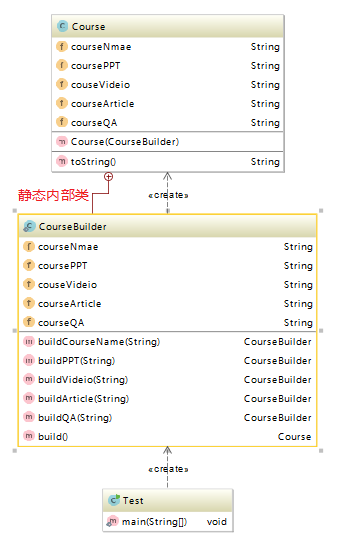 Course
courseNmae String
coursePPT String
couseVideio String
courseArticle String
courseQA String
Course(CourseBuilder)
toString() String
静态内部类
«create»
CourseBuilder
courseNmae String
coursePPT String
couseVideio String
courseArticle String
courseQA String
buildCourseName(String) CourseBuilder
buildPPT(String) CourseBuilder
buildVideio(String) CourseBuilder
buildArticle(String) CourseBuilder
buildQA(String) CourseBuilder
build() Course
«create»
Test
main(String[]) void